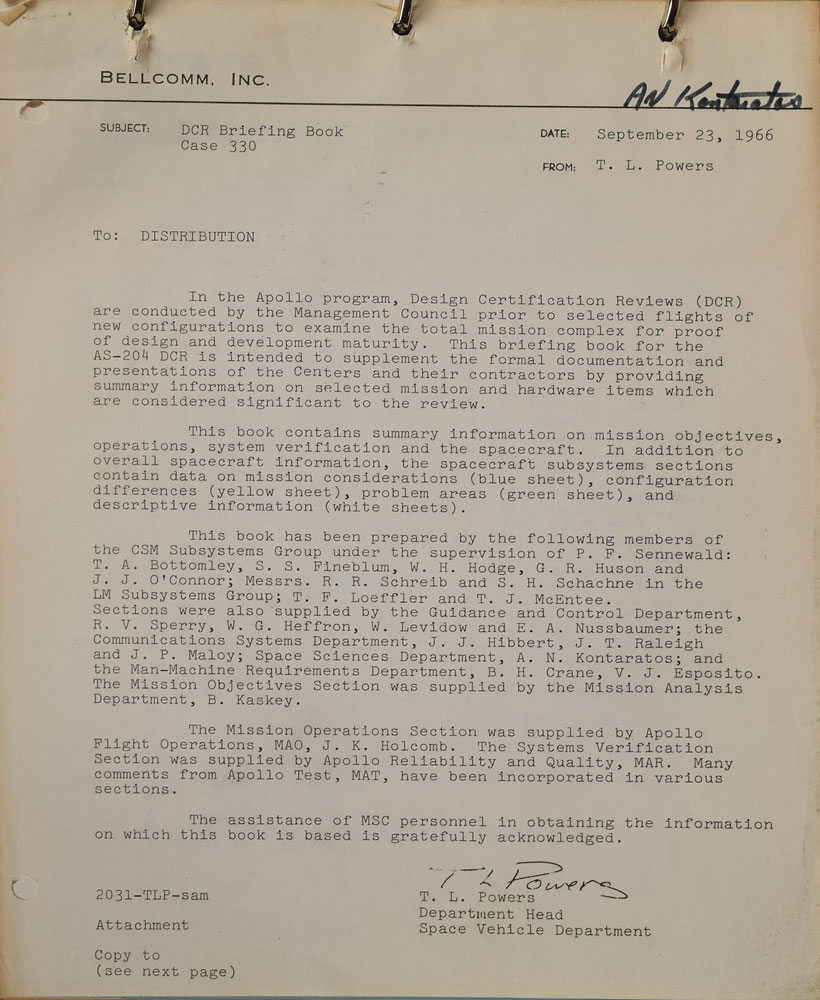 BELLCOMM, INC.
AN Kontaratos
SUBJECT: DCR Briefing Book
Case 330
DATE: September 23, 1966
FROM: T. L. Powers
To: DISTRIBUTION
In the Apollo program, Design Certification Reviews (DCR)
are conducted by the Management Council prior to selected flights of
new configurations to examine the total mission complex for proof
of design and development maturity. This briefing book for the
AS-204 DCR is intended to supplement the formal documentation and
presentations of the Centers and their contractors by providing
summary information on selected mission and hardware items which
are considered significant to the review.
This book contains summary information on mission objectives,
operations, system verification and the spacecraft. In addition to
overall spacecraft information, the spacecraft subsystems sections
contain data on mission considerations (blue sheet), configuration
differences (yellow sheet), problem areas (green sheet), and
descriptive information (white sheets).
This book has been prepared by the following members of
the CSM Subsystems Group under the supervision of P. F. Sennewald:
T. A. Bottomley, S. S. Fineblum, W. H. Hodge, G. R. Huson and
J. J. O'Connor; Messrs. R. R. Schreib and S. H. Schachne in the
LM Subsystems Group; T. F. Loeffler and T. J. McEntee.
Sections were also supplied by the Guidance and Control Department,
R. V. Sperry, W. G. Heffron, W. Levidow and E. A. Nussbaumer; the
Communications Systems Department, J. J. Hibbert, J. T. Raleigh
and J. P. Maloy; Space Sciences Department, A. N. Kontaratos; and
the Man-Machine Requirements Department, B. H. Crane, V. J. Esposito.
The Mission Objectives Section was supplied by the Mission Analysis
Department, B. Kaskey.
The Mission Operations Section was supplied by Apollo
Flight Operations, MAO, J. K. Holcomb. The Systems Verification
Section was supplied by Apollo Reliability and Quality, MAR. Many
comments from Apollo Test, MAT, have been incorporated in various
sections.
The assistance of MSC personnel in obtaining the information
on which this book is based is gratefully acknowledged.
T L Powers
2031-TLP-sam
T. L. Powers
Department Head
Space Vehicle Department
Attachment
Copy to
(see next page)